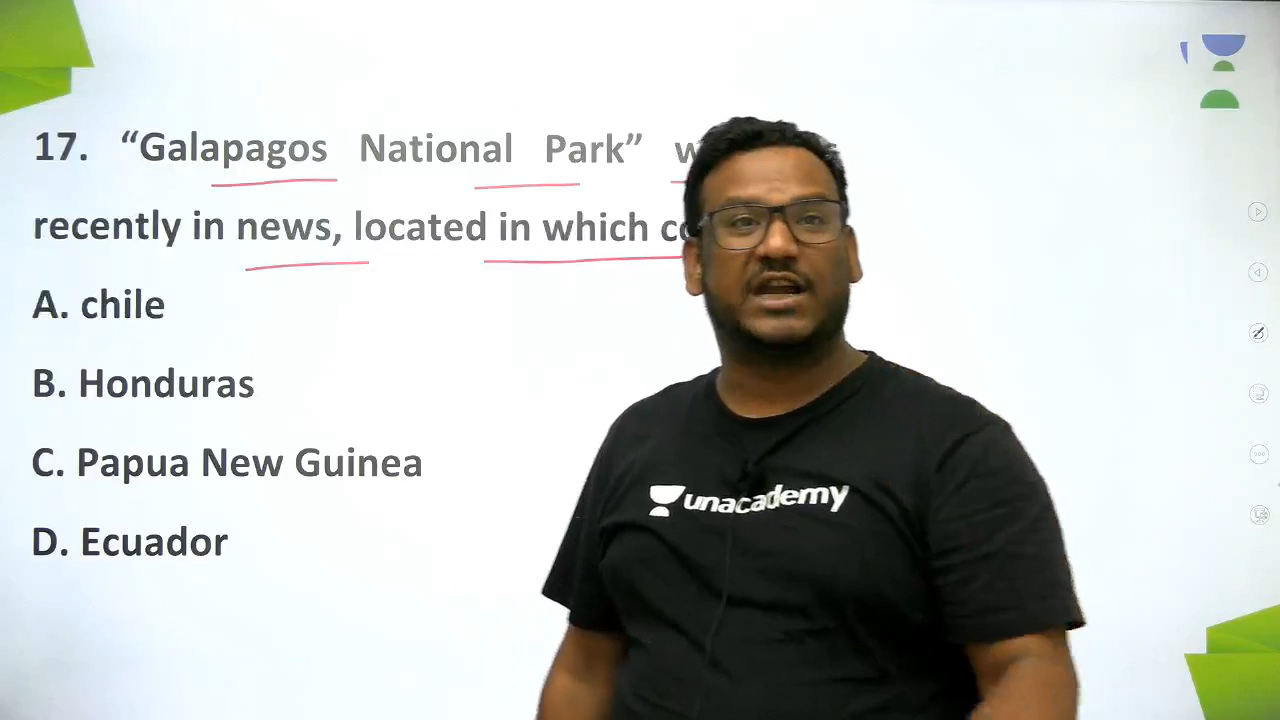 17. “Galapagos National Park”
recently in news, located in which
A. chile
B. Honduras
C. Papua New Guinea
D. Ecuador
unacademy